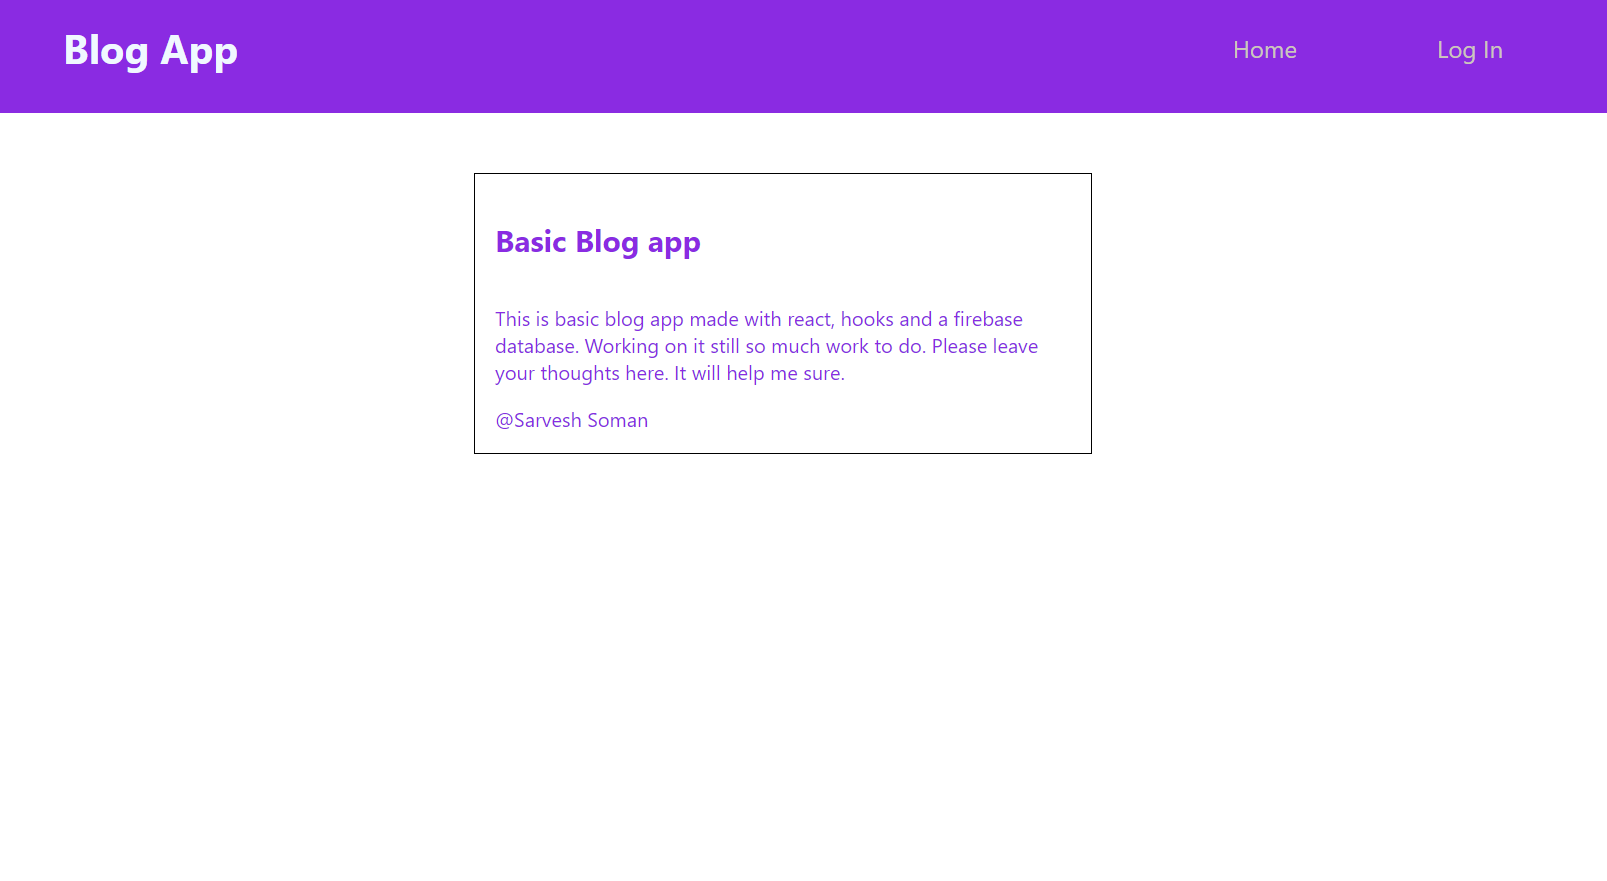 Blog App
Home
Log In
Basic Blog app
This is basic blog app made with react, hooks and a firebase
database. Working on it still so much work to do. Please leave
your thoughts here. It will help me sure.
@Sarvesh Soman